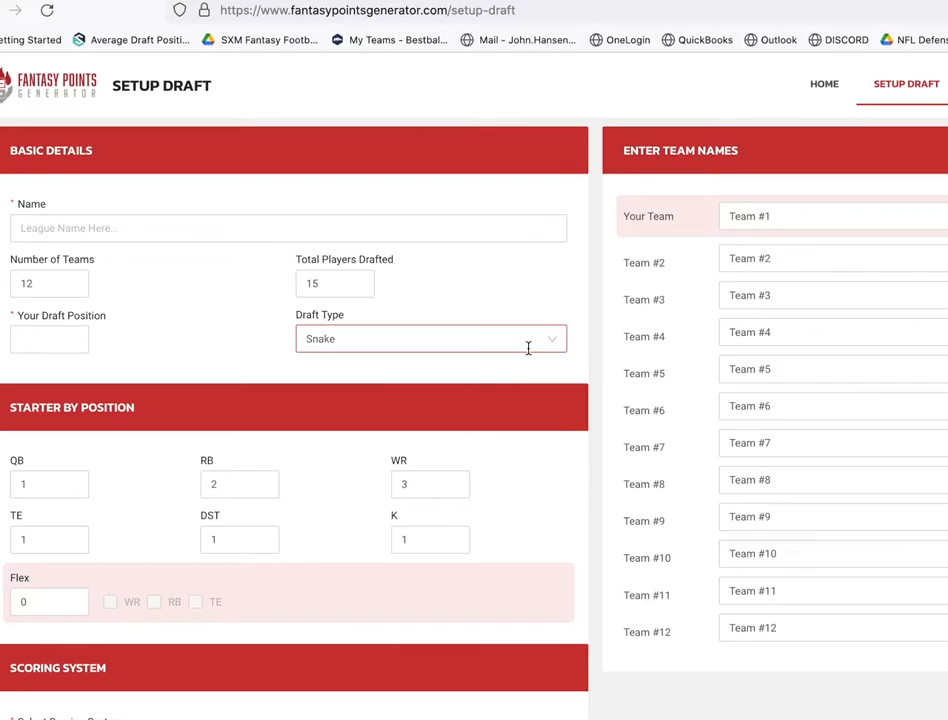 https://www.fantasypointsgenerator.com/setup-draft
etting Started Average Draft Positi... SXM Fantasy Footb... My Teams - Bestbal... Mail - John.Hansen... OneLogin QuickBooks Outlook DISCORD NFL Defens
FANTASY POINTS
GENERATOR
SETUP DRAFT
HOME
SETUP DRAFT
BASIC DETAILS
* Name
League Name Here...
Number of Teams
Total Players Drafted
12
15
* Your Draft Position
Draft Type
Snake
STARTER BY POSITION
QB
RB
WR
1
2
3
TE
DST
K
1
1
1
Flex
0
WR
RB
TE
SCORING SYSTEM
ENTER TEAM NAMES
Your Team
Team #1
Team #2
Team #2
Team #3
Team #3
Team #4
Team #4
Team #5
Team #5
Team #6
Team #6
Team #7
Team #7
Team #8
Team #8
Team #9
Team #9
Team #10
Team #10
Team #11
Team #11
Team #12
Team #12